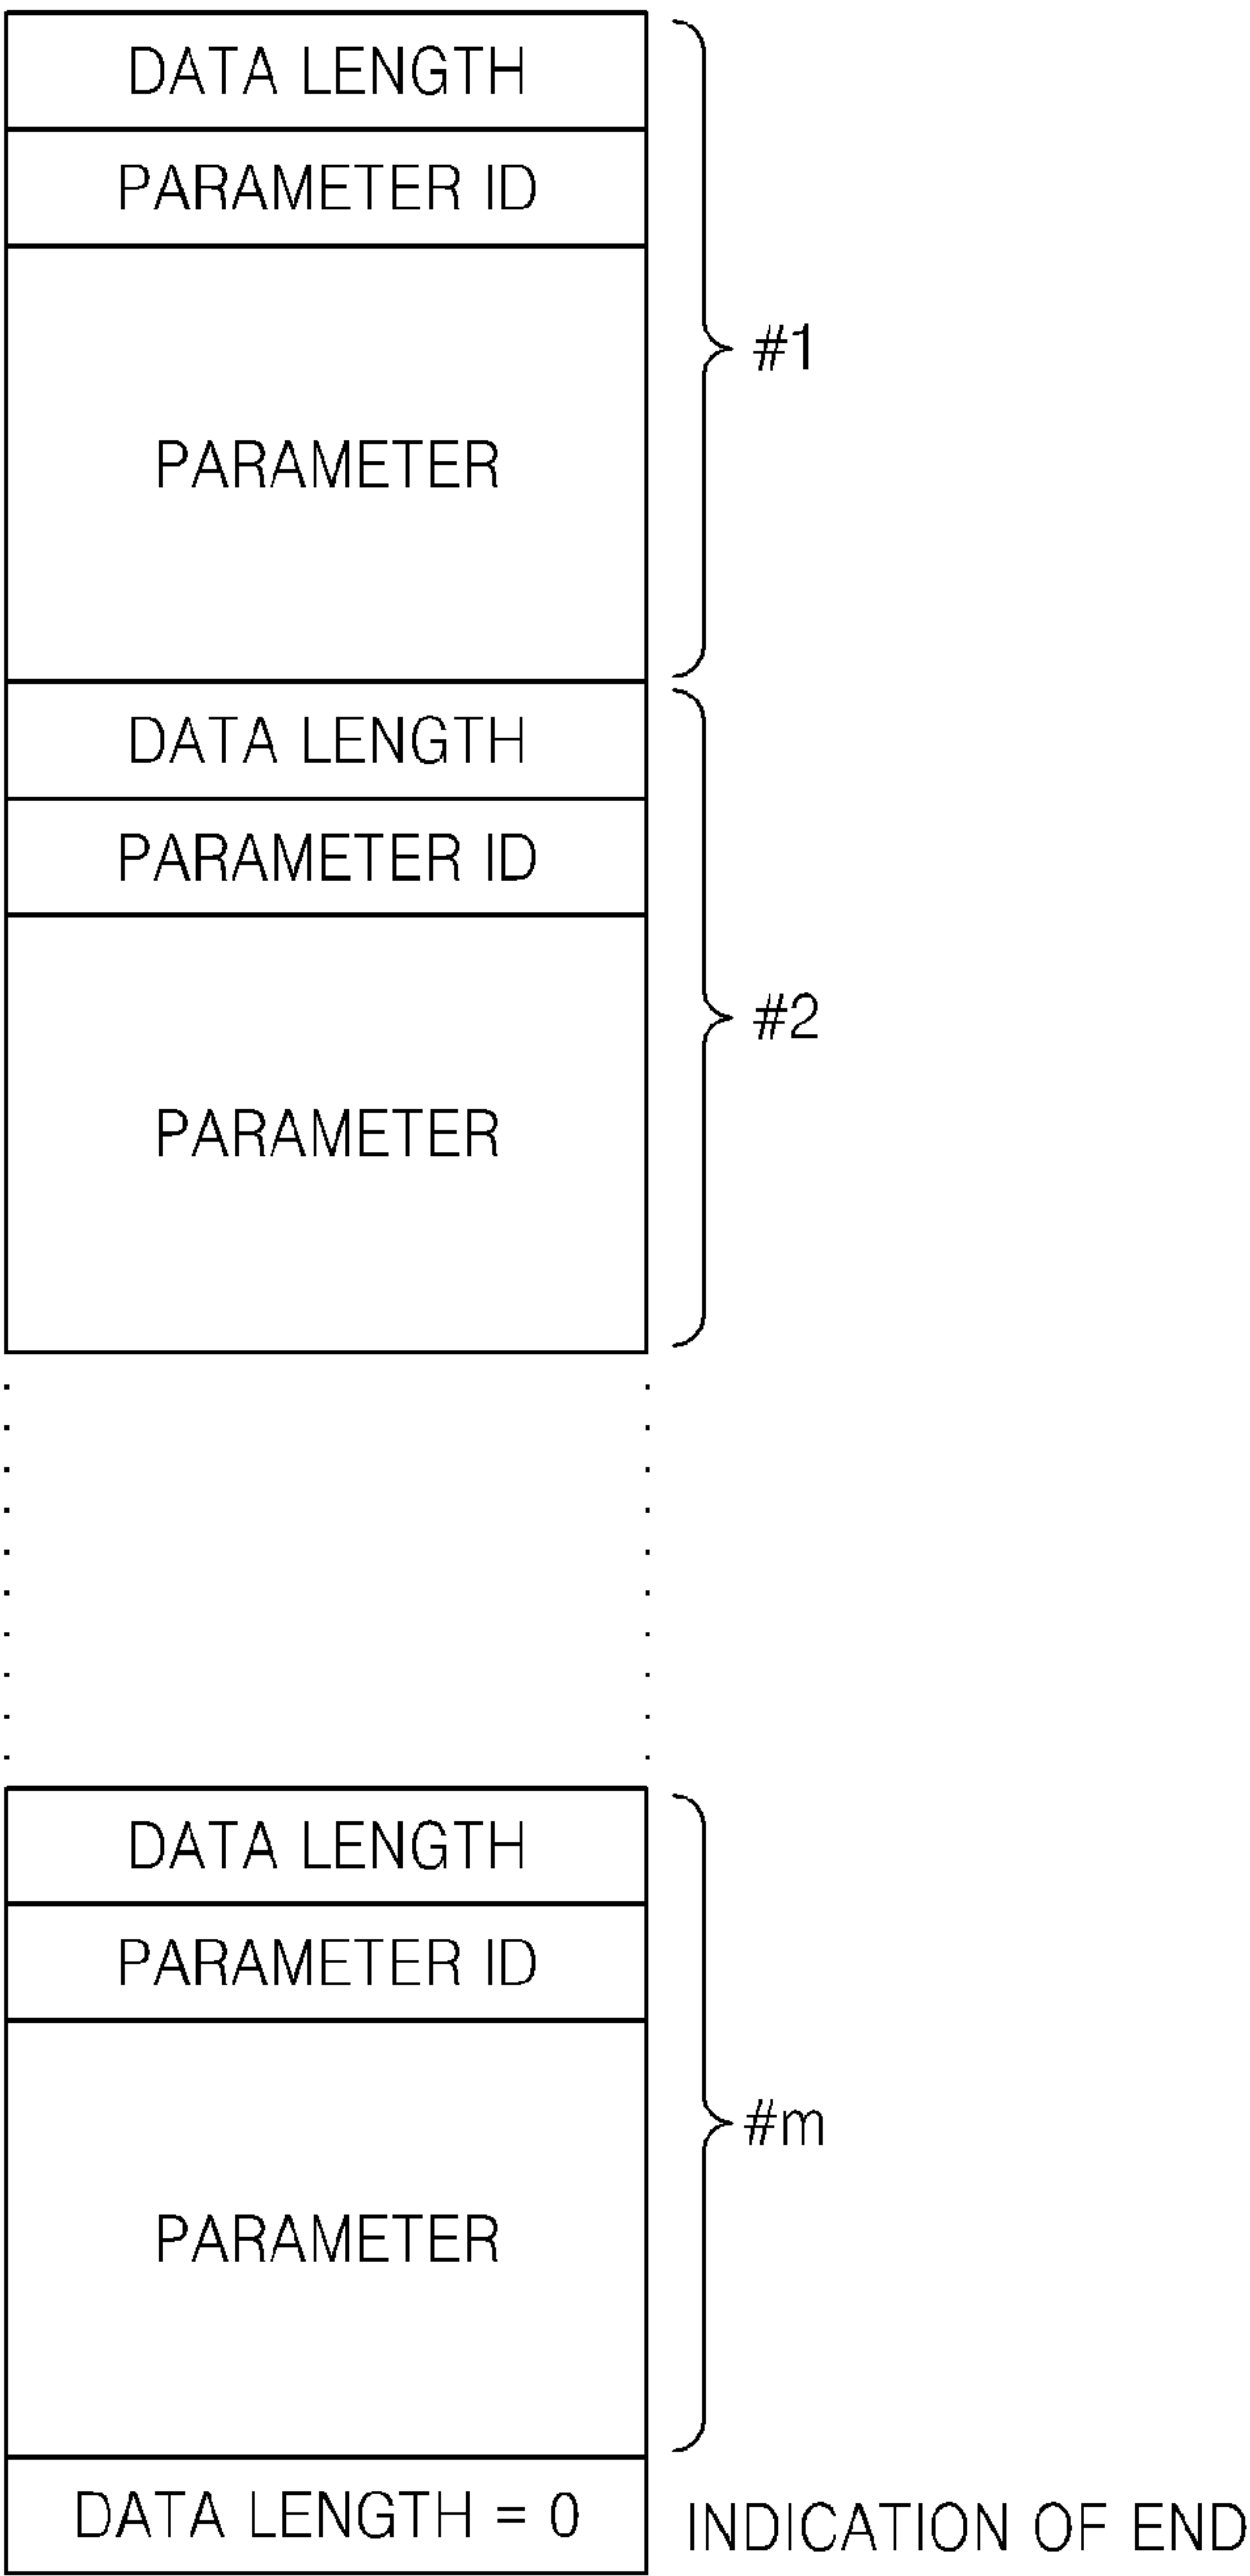 DATA LENGTH
PARAMETER ID
PARAMETER
#1
DATA LENGTH
PARAMETER ID
PARAMETER
#2
DATA LENGTH
PARAMETER ID
PARAMETER
#m
DATA LENGTH = 0
INDICATION OF END